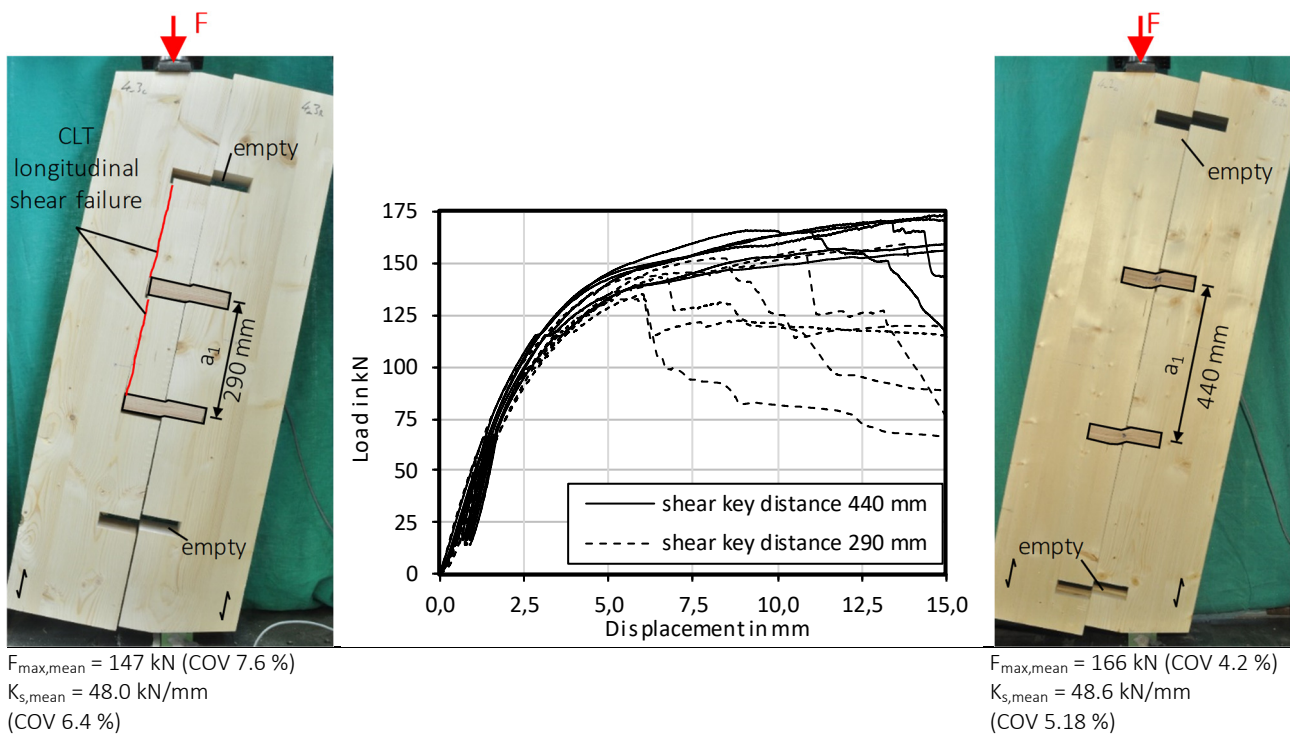 F
CLT
longitudinal
shear failure
empty
a1
290 mm
empty
F_max,mean = 147 kN (COV 7.6 %)
K_s,mean = 48.0 kN/mm
(COV 6.4 %)
175
150
125
100
75
50
25
0
Load in kN
0,0 2,5 5,0 7,5 10,0 12,5 15,0
Displacement in mm
shear key distance 440 mm
shear key distance 290 mm
F
empty
a1
440 mm
empty
F_max,mean = 166 kN (COV 4.2 %)
K_s,mean = 48.6 kN/mm
(COV 5.18 %)